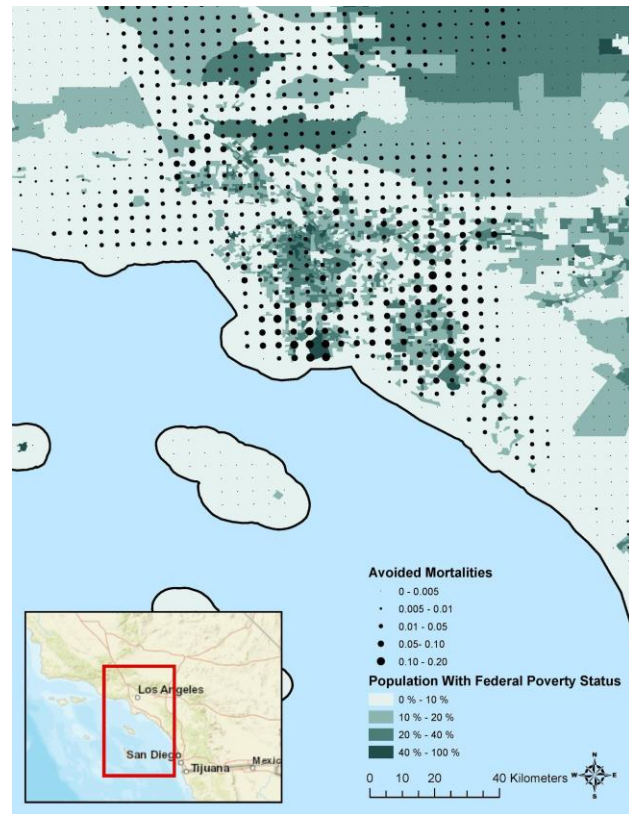 Avoided Mortalities
0 - 0.005
0.005 - 0.01
0.01 - 0.05
0.05- 0.10
0.10 - 0.20
Population With Federal Poverty Status
0 % - 10 %
10 % - 20 %
20 % - 40 %
40 % - 100 %
0 10 20 40 Kilometers
N
W E
S
Los Angeles
San Diego
Tijuana
Mexic